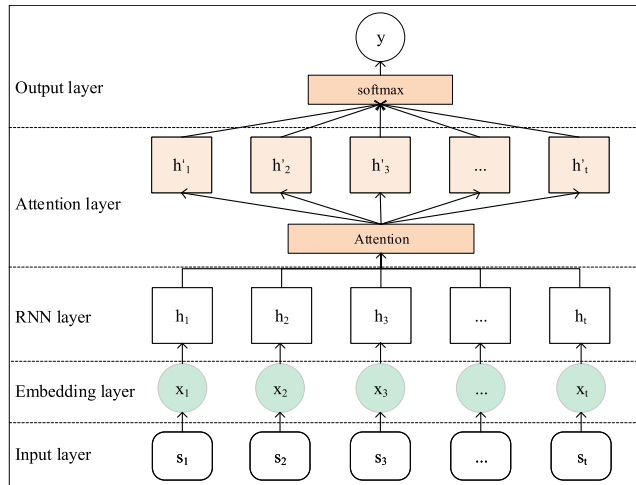 y
Output layer
softmax
h'₁ h'₂ h'₃ ... h'ₜ
Attention layer
Attention
RNN layer
h₁ h₂ h₃ ... hₜ
Embedding layer
x₁ x₂ x₃ ... xₜ
Input layer
s₁ s₂ s₃ ... sₜ